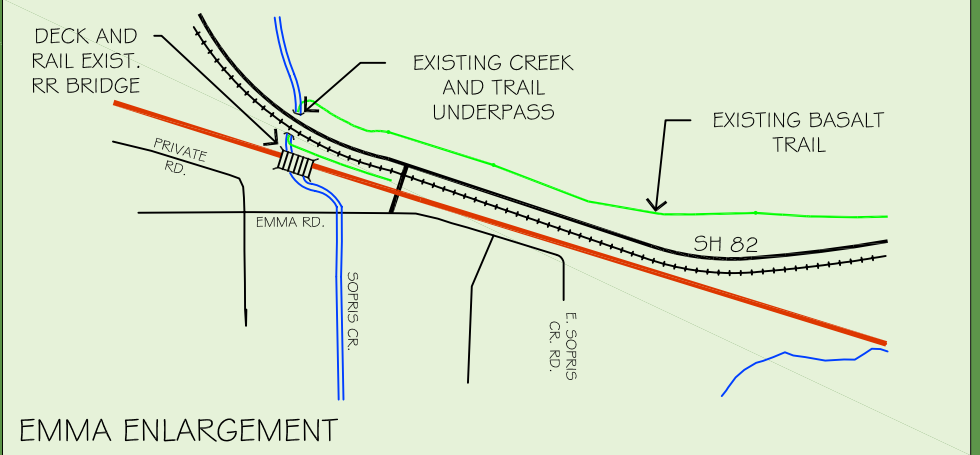 DECK AND
RAIL EXIST.
RR BRIDGE
EXISTING CREEK
AND TRAIL
UNDERPASS
EXISTING BASALT
TRAIL
PRIVATE
RD.
EMMA RD.
SH 82
SOPRIS CR.
E. SOPRIS
CR. RD.
EMMA ENLARGEMENT